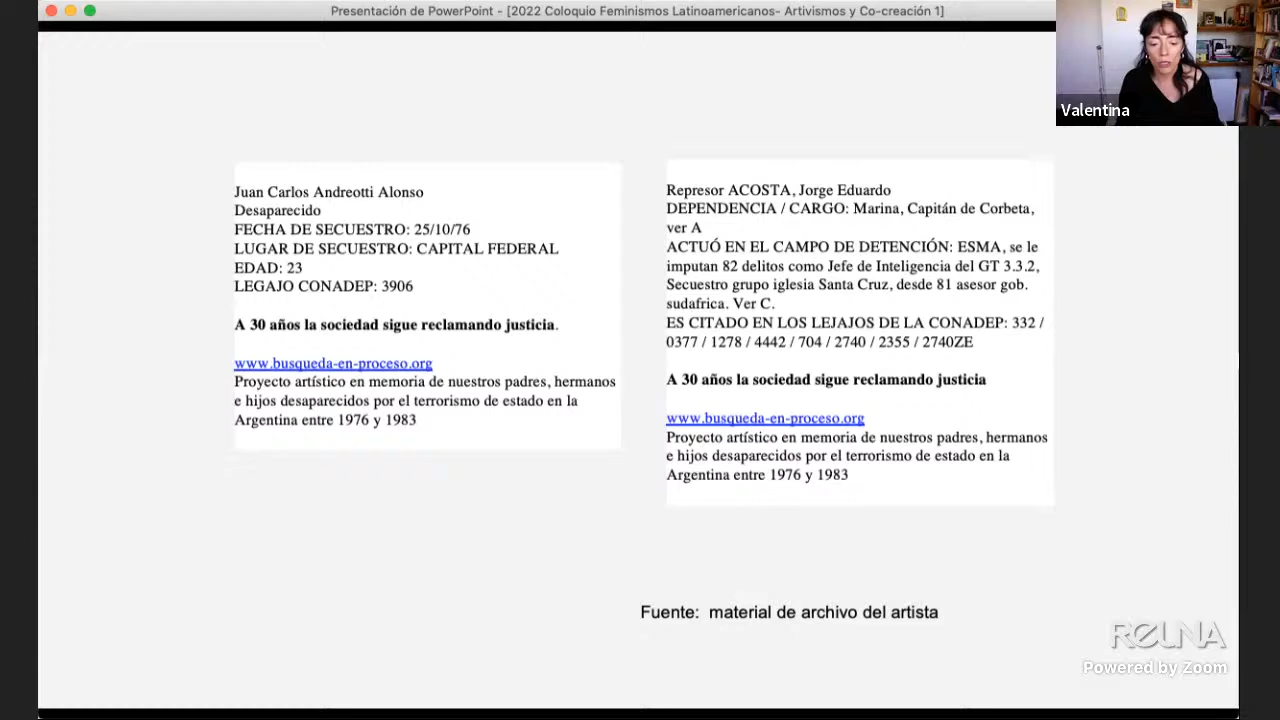 Presentación de PowerPoint - [2022 Coloquio Feminismos Latinoamericanos- Artivismos y Co-creación 1]
Valentina
Juan Carlos Andreotti Alonso
Desaparecido
FECHA DE SECUESTRO: 25/10/76
LUGAR DE SECUESTRO: CAPITAL FEDERAL
EDAD: 23
LEGAJO CONADEP: 3906
A 30 años la sociedad sigue reclamando justicia.
www.busqueda-en-proceso.org
Proyecto artístico en memoria de nuestros padres, hermanos
e hijos desaparecidos por el terrorismo de estado en la
Argentina entre 1976 y 1983
Represor ACOSTA, Jorge Eduardo
DEPENDENCIA / CARGO: Marina, Capitán de Corbeta,
ver A
ACTUÓ EN EL CAMPO DE DETENCIÓN: ESMA, se le
imputan 82 delitos como Jefe de Inteligencia del GT 3.3.2,
Secuestro grupo iglesia Santa Cruz, desde 81 asesor gob.
sudafrica. Ver C.
ES CITADO EN LOS LEJAJOS DE LA CONADEP: 332 /
0377 / 1278 / 4442 / 704 / 2740 / 2355 / 2740ZE
A 30 años la sociedad sigue reclamando justicia
www.busqueda-en-proceso.org
Proyecto artístico en memoria de nuestros padres, hermanos
e hijos desaparecidos por el terrorismo de estado en la
Argentina entre 1976 y 1983
Fuente: material de archivo del artista
REUNA
Powered by Zoom